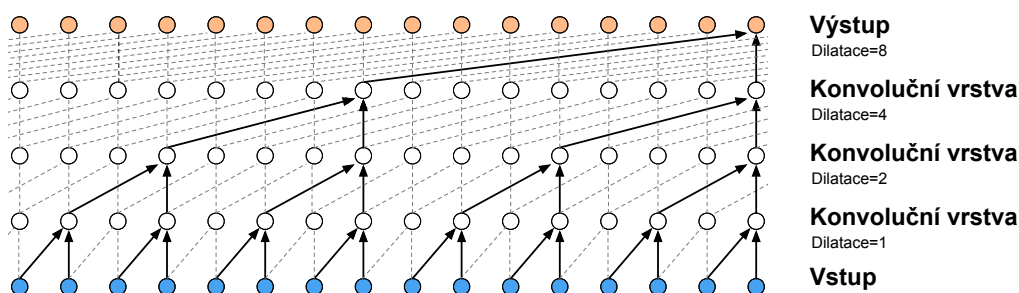 Výstup
Dilatace=8
Konvoluční vrstva
Dilatace=4
Konvoluční vrstva
Dilatace=2
Konvoluční vrstva
Dilatace=1
Vstup